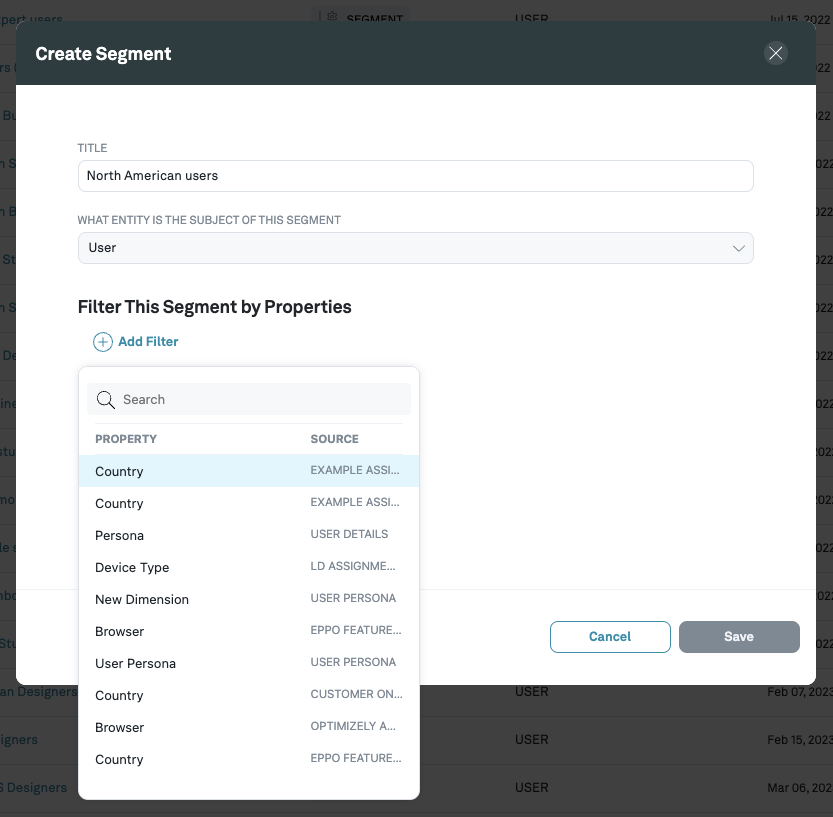 pert users SEGMENT USER Jul 15, 2022
Create Segment
TITLE
North American users
WHAT ENTITY IS THE SUBJECT OF THIS SEGMENT
User
Filter This Segment by Properties
Add Filter
Search
PROPERTY SOURCE
Country EXAMPLE ASSI...
Country EXAMPLE ASSI...
Persona USER DETAILS
Device Type LD ASSIGNME...
New Dimension USER PERSONA
Browser EPPO FEATURE...
User Persona USER PERSONA
Country CUSTOMER ON...
Browser OPTIMIZELY A...
Country EPPO FEATURE...
Cancel Save
an Designers USER Feb 07, 2023
igners USER Feb 15, 2023
S Designers USER Mar 06, 202